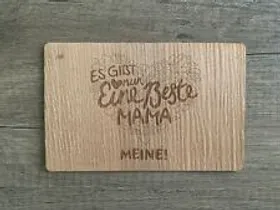 ES GIBT
nur
Eine Beste
MAMA
MEINE!